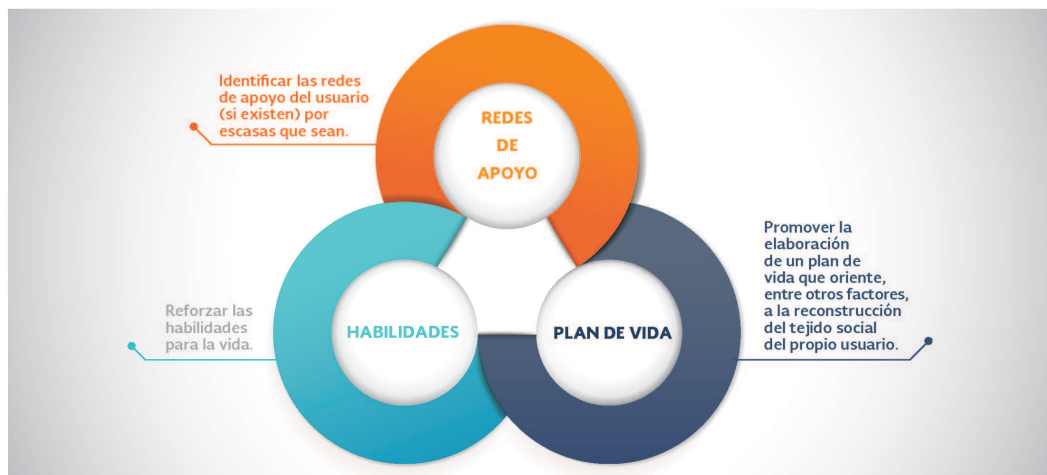 Identificar las redes
de apoyo del usuario
(si existen) por
escasas que sean.
REDES
DE
APOYO
Promover la
elaboración
de un plan de
vida que oriente,
entre otros factores,
a la reconstrucción
del tejido social
del propio usuario.
Reforzar las
habilidades
para la vida.
HABILIDADES
PLAN DE VIDA